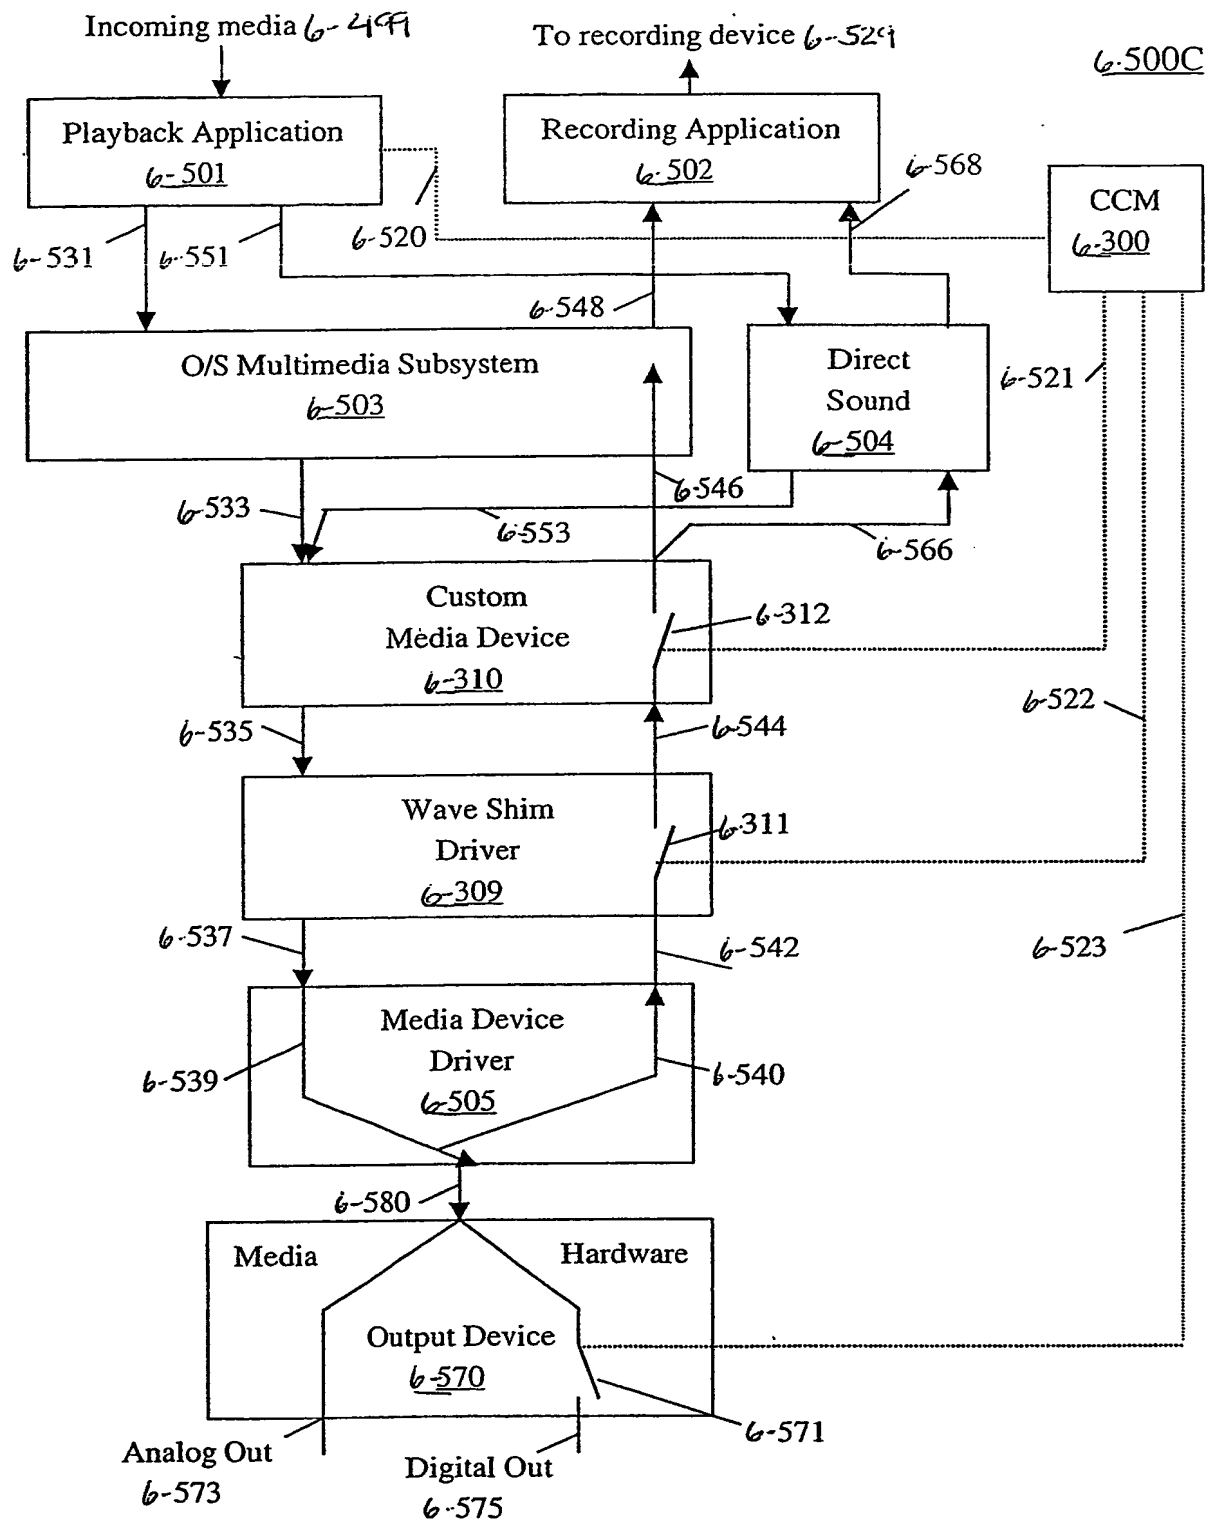 Incoming media 6-499
To recording device 6-529
6-500C
Playback Application
6-501
Recording Application
6-502
6-568
CCM
6-300
6-531
6-551
6-520
6-548
O/S Multimedia Subsystem
6-503
Direct
Sound
6-504
6-521
6-533
6-553
6-546
6-566
Custom
Media Device
6-310
6-312
6-535
6-544
6-522
Wave Shim
Driver
6-309
6-311
6-537
6-542
6-523
Media Device
Driver
6-505
6-539
6-540
6-580
Media
Hardware
Output Device
6-570
6-571
Analog Out
6-573
Digital Out
6-575